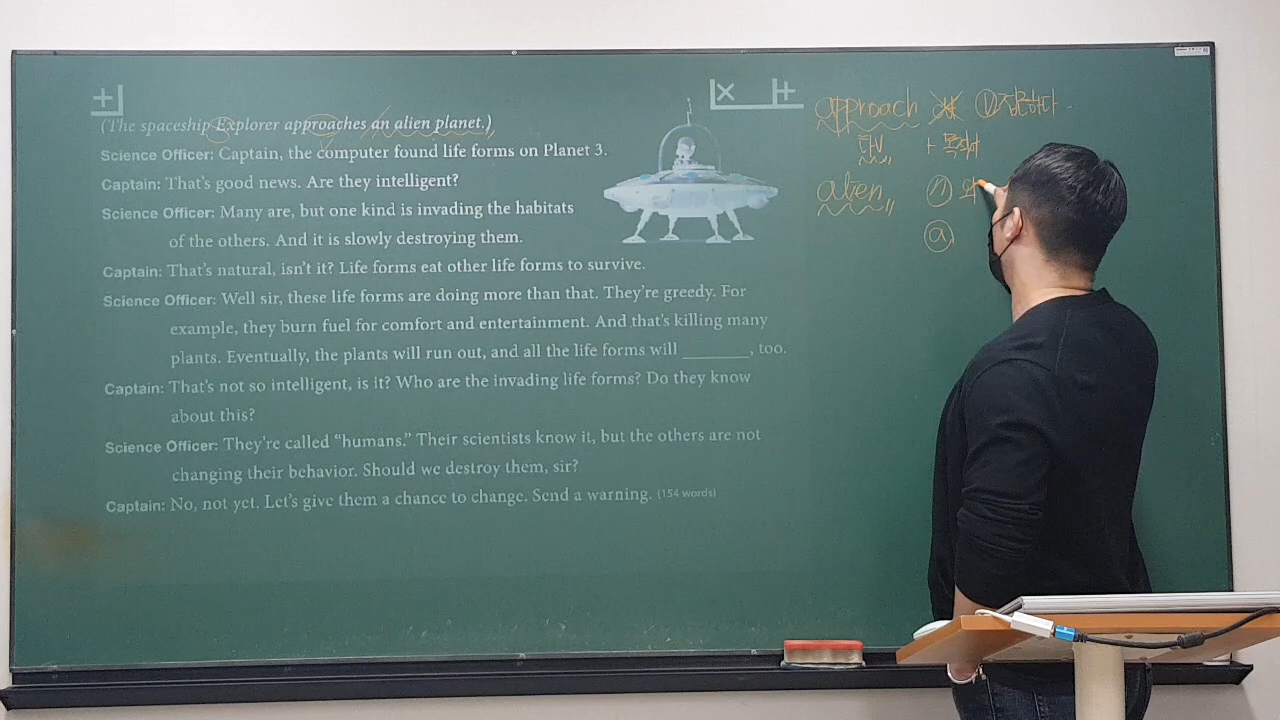 (The spaceship Explorer approaches an alien planet.)
Science Officer: Captain, the computer found life forms on Planet 3.
Captain: That's good news. Are they intelligent?
Science Officer: Many are, but one kind is invading the habitats
of the others. And it is slowly destroying them.
Captain: That's natural, isn't it? Life forms eat other life forms to survive.
Science Officer: Well sir, these life forms are doing more than that. They're greedy. For
example, they burn fuel for comfort and entertainment. And that's killing many
plants. Eventually, the plants will run out, and all the life forms will ________, too.
Captain: That's not so intelligent, is it? Who are the invading life forms? Do they know
about this?
Science Officer: They're called “humans.” Their scientists know it, but the others are not
changing their behavior. Should we destroy them, sir?
Captain: No, not yet. Let's give them a chance to change. Send a warning. (154 words)
approach
+ 목적어
alien ⓝ
ⓐ